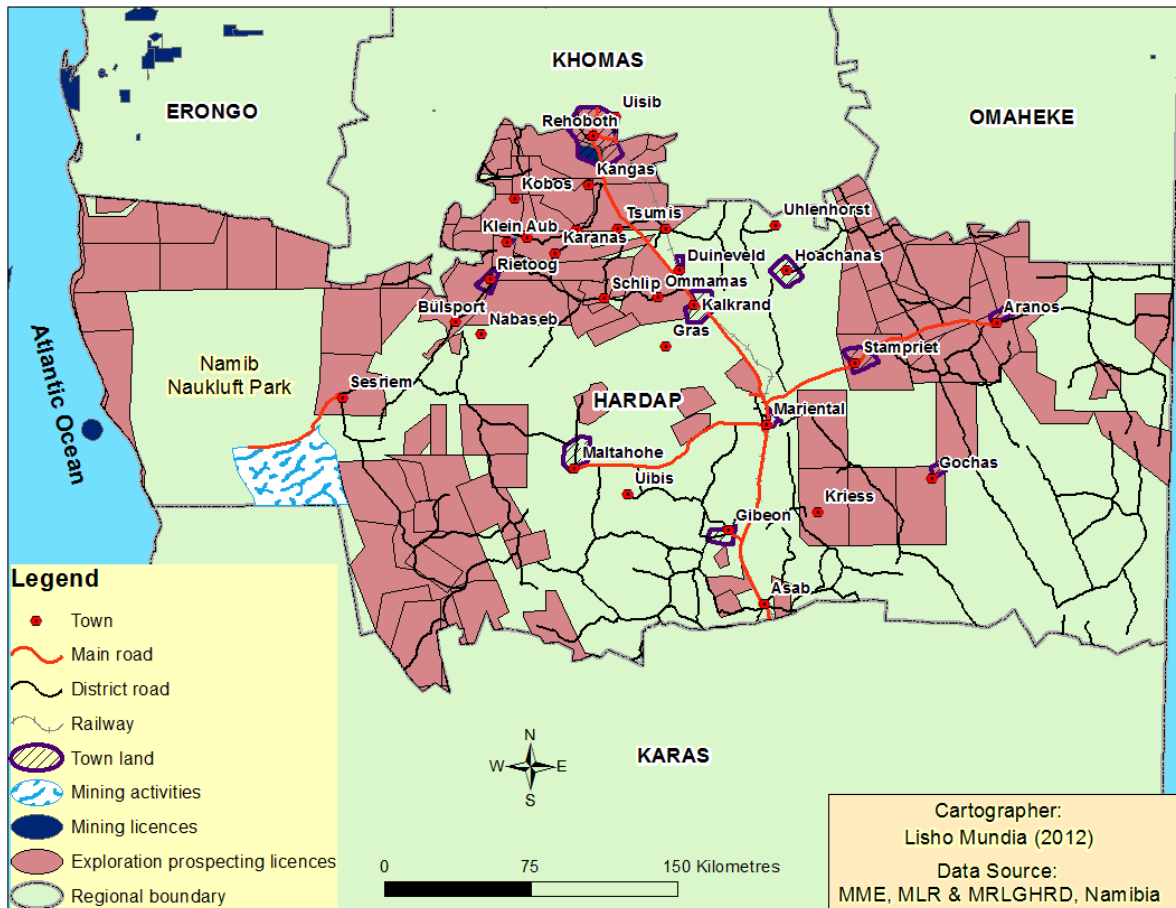 KHOMAS
ERONGO
OMAHEKE
Uisib
Rehoboth
Kangas
Kobos
Tsumis
Uhlenhorst
Klein Aub
Karanas
Duineveld
Hoachanas
Rietoog
Schlip
Ommamas
Kalkrand
Bülsport
Nabaseb
Gras
Aranos
Stampriet
Namib
Naukluft Park
Sesriem
HARDAP
Mariental
Atlantic Ocean
Maltahohe
Uibis
Gochas
Kriess
Gibeon
Asab
KARAS
Legend
Town
Main road
District road
Railway
Town land
Mining activities
Mining licences
Exploration prospecting licences
Regional boundary
N
W
E
S
0
75
150 Kilometres
Cartographer:
Lisho Mundia (2012)
Data Source:
MME, MLR & MRLGHRD, Namibia